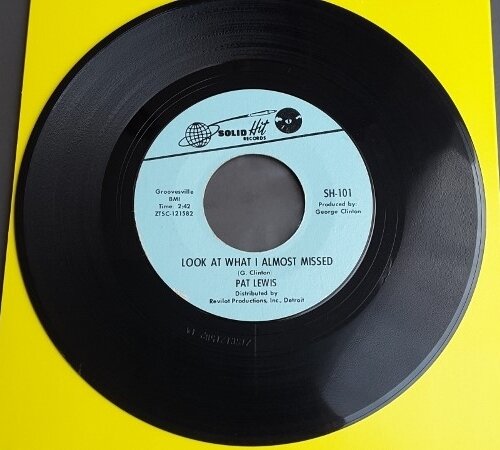 SOLID Hit
RECORDS
Groovesville
BMI
Time: 2:42
ZTSC-121582
SH-101
Produced by:
George Clinton
LOOK AT WHAT I ALMOST MISSED
(G. Clinton)
PAT LEWIS
Distributed by
Revilot Productions, Inc., Detroit